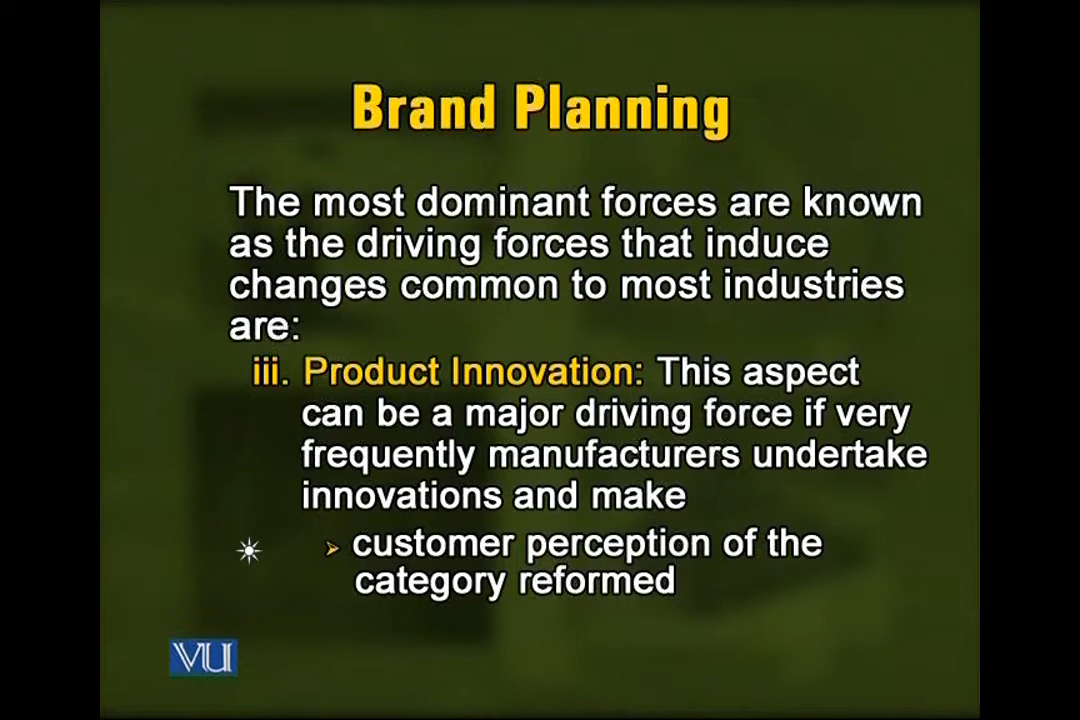 Brand Planning
The most dominant forces are known
as the driving forces that induce
changes common to most industries
are:
iii. Product Innovation: This aspect
can be a major driving force if very
frequently manufacturers undertake
innovations and make
➢ customer perception of the
category reformed
VU